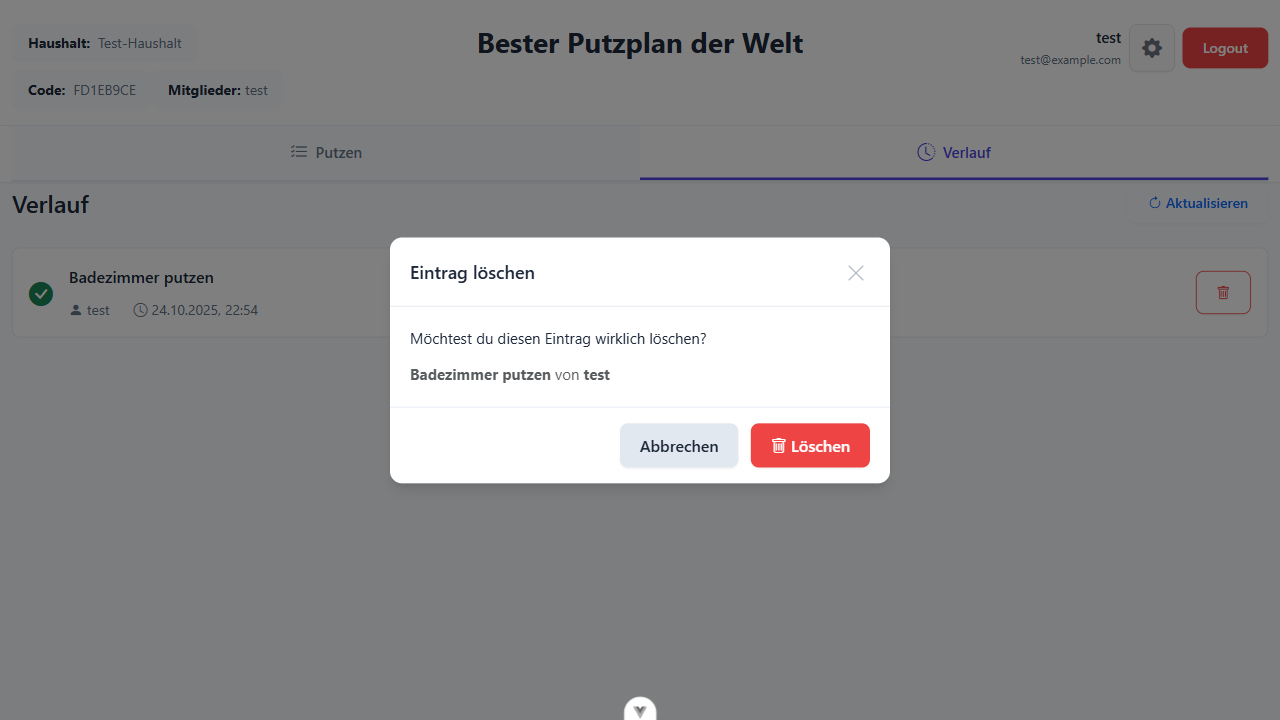 Haushalt: Test-Haushalt
Bester Putzplan der Welt
test
test@example.com
Logout
Code: FD1EB9CE
Mitglieder: test
Putzen
Verlauf
Verlauf
Aktualisieren
Badezimmer putzen
test
24.10.2025, 22:54
Eintrag löschen
Möchtest du diesen Eintrag wirklich löschen?
Badezimmer putzen von test
Abbrechen
Löschen